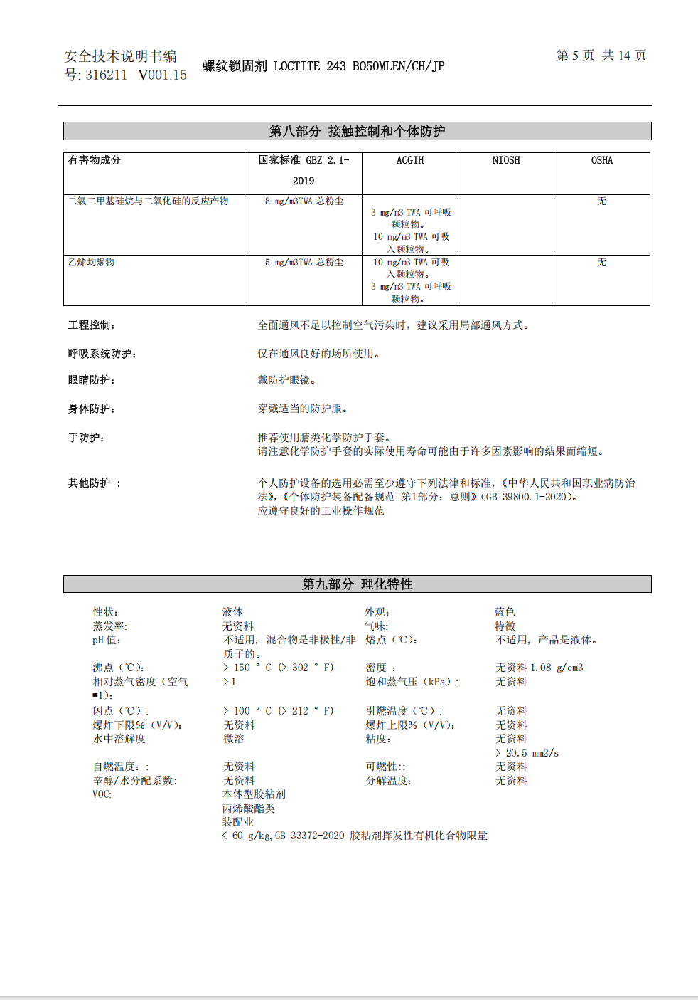 安全技术说明书编
号: 316211 V001.15
螺纹锁固剂 LOCTITE 243 BO50MLEN/CH/JP
第 5 页 共 14 页
第八部分 接触控制和个体防护
有害物成分
国家标准 GBZ 2.1-
2019
ACGIH
NIOSH
OSHA
二氯二甲基硅烷与二氧化硅的反应产物
8 mg/m3TWA 总粉尘
3 mg/m3 TWA 可呼吸
颗粒物。
10 mg/m3 TWA 可吸
入颗粒物。
无
乙烯均聚物
5 mg/m3TWA 总粉尘
10 mg/m3 TWA 可吸
入颗粒物。
3 mg/m3 TWA 可呼吸
颗粒物。
无
工程控制: 全面通风不足以控制空气污染时，建议采用局部通风方式。
呼吸系统防护: 仅在通风良好的场所使用。
眼睛防护: 戴防护眼镜。
身体防护: 穿戴适当的防护服。
手防护: 推荐使用腈类化学防护手套。
请注意化学防护手套的实际使用寿命可能由于许多因素影响的结果而缩短。
其他防护 : 个人防护设备的选用必需至少遵守下列法律和标准，《中华人民共和国职业病防治
法》，《个体防护装备配备规范 第1部分：总则》（GB 39800.1-2020）。
应遵守良好的工业操作规范
第九部分 理化特性
性状: 液体 外观: 蓝色
蒸发率: 无资料 气味: 特徵
pH 值: 不适用, 混合物是非极性/非 熔点（℃）: 不适用, 产品是液体。
质子的。
沸点（℃）: > 150 ° C (> 302 ° F) 密度 : 无资料 1.08 g/cm3
相对蒸气密度（空气 >1 饱和蒸气压（kPa）: 无资料
=1）:
闪点（℃）: > 100 ° C (> 212 ° F) 引燃温度（℃）: 无资料
爆炸下限%（V/V）: 无资料 爆炸上限%（V/V）: 无资料
水中溶解度 微溶 粘度: 无资料
> 20.5 mm2/s
自燃温度: : 无资料 可燃性:: 无资料
辛醇/水分配系数: 无资料 分解温度: 无资料
VOC: 本体型胶粘剂
丙烯酸酯类
装配业
< 60 g/kg,GB 33372-2020 胶粘剂挥发性有机化合物限量